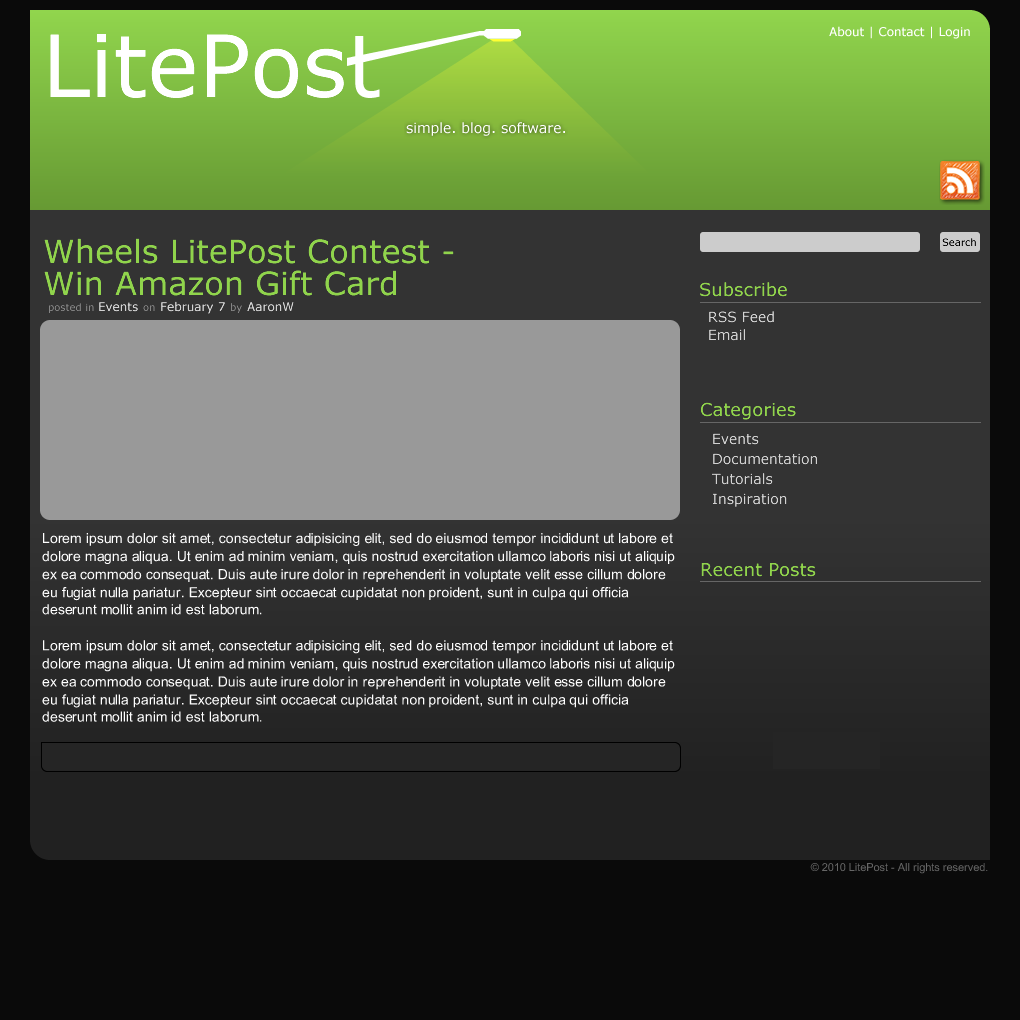 LitePost
About | Contact | Login
simple. blog. software.
Wheels LitePost Contest -
Win Amazon Gift Card
posted in Events on February 7 by AaronW
Lorem ipsum dolor sit amet, consectetur adipisicing elit, sed do eiusmod tempor incididunt ut labore et
dolore magna aliqua. Ut enim ad minim veniam, quis nostrud exercitation ullamco laboris nisi ut aliquip
ex ea commodo consequat. Duis aute irure dolor in reprehenderit in voluptate velit esse cillum dolore
eu fugiat nulla pariatur. Excepteur sint occaecat cupidatat non proident, sunt in culpa qui officia
deserunt mollit anim id est laborum.
Lorem ipsum dolor sit amet, consectetur adipisicing elit, sed do eiusmod tempor incididunt ut labore et
dolore magna aliqua. Ut enim ad minim veniam, quis nostrud exercitation ullamco laboris nisi ut aliquip
ex ea commodo consequat. Duis aute irure dolor in reprehenderit in voluptate velit esse cillum dolore
eu fugiat nulla pariatur. Excepteur sint occaecat cupidatat non proident, sunt in culpa qui officia
deserunt mollit anim id est laborum.
Search
Subscribe
RSS Feed
Email
Categories
Events
Documentation
Tutorials
Inspiration
Recent Posts
© 2010 LitePost - All rights reserved.